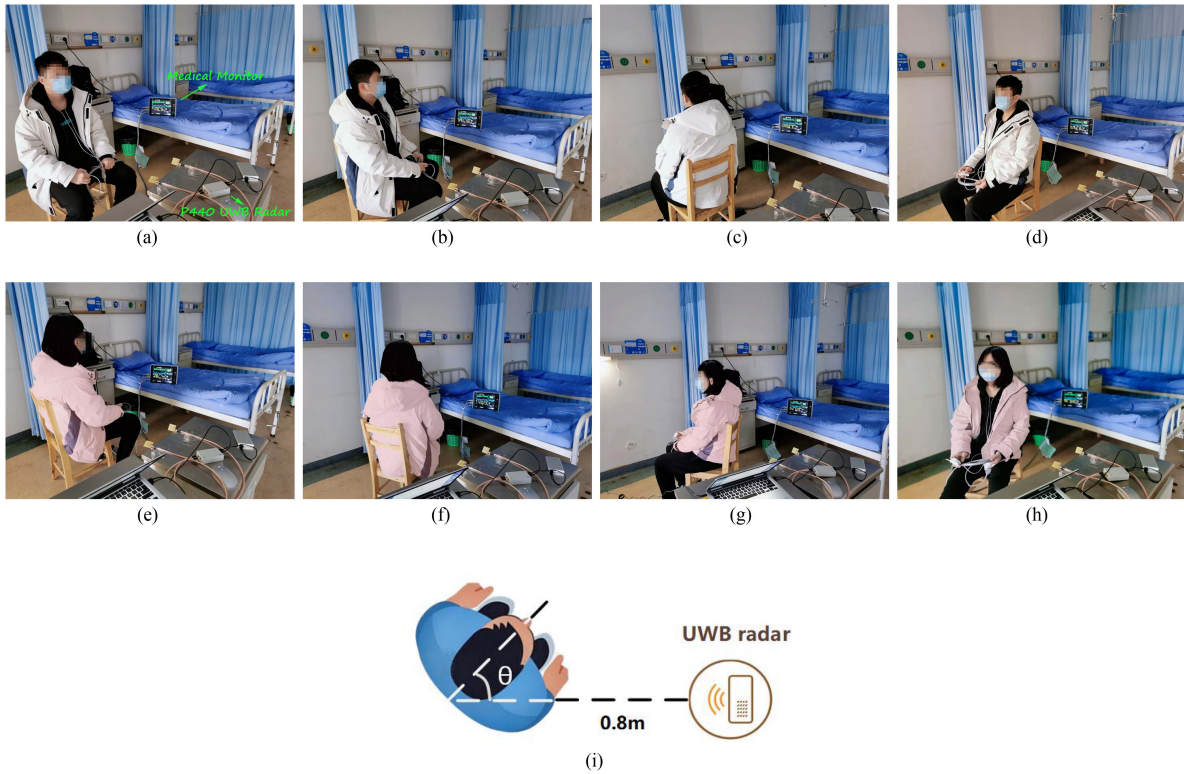 Medical Monitor
P440 UWB Radar
(a)
(b)
(c)
(d)
(e)
(f)
(g)
(h)
θ
UWB radar
0.8m
(i)